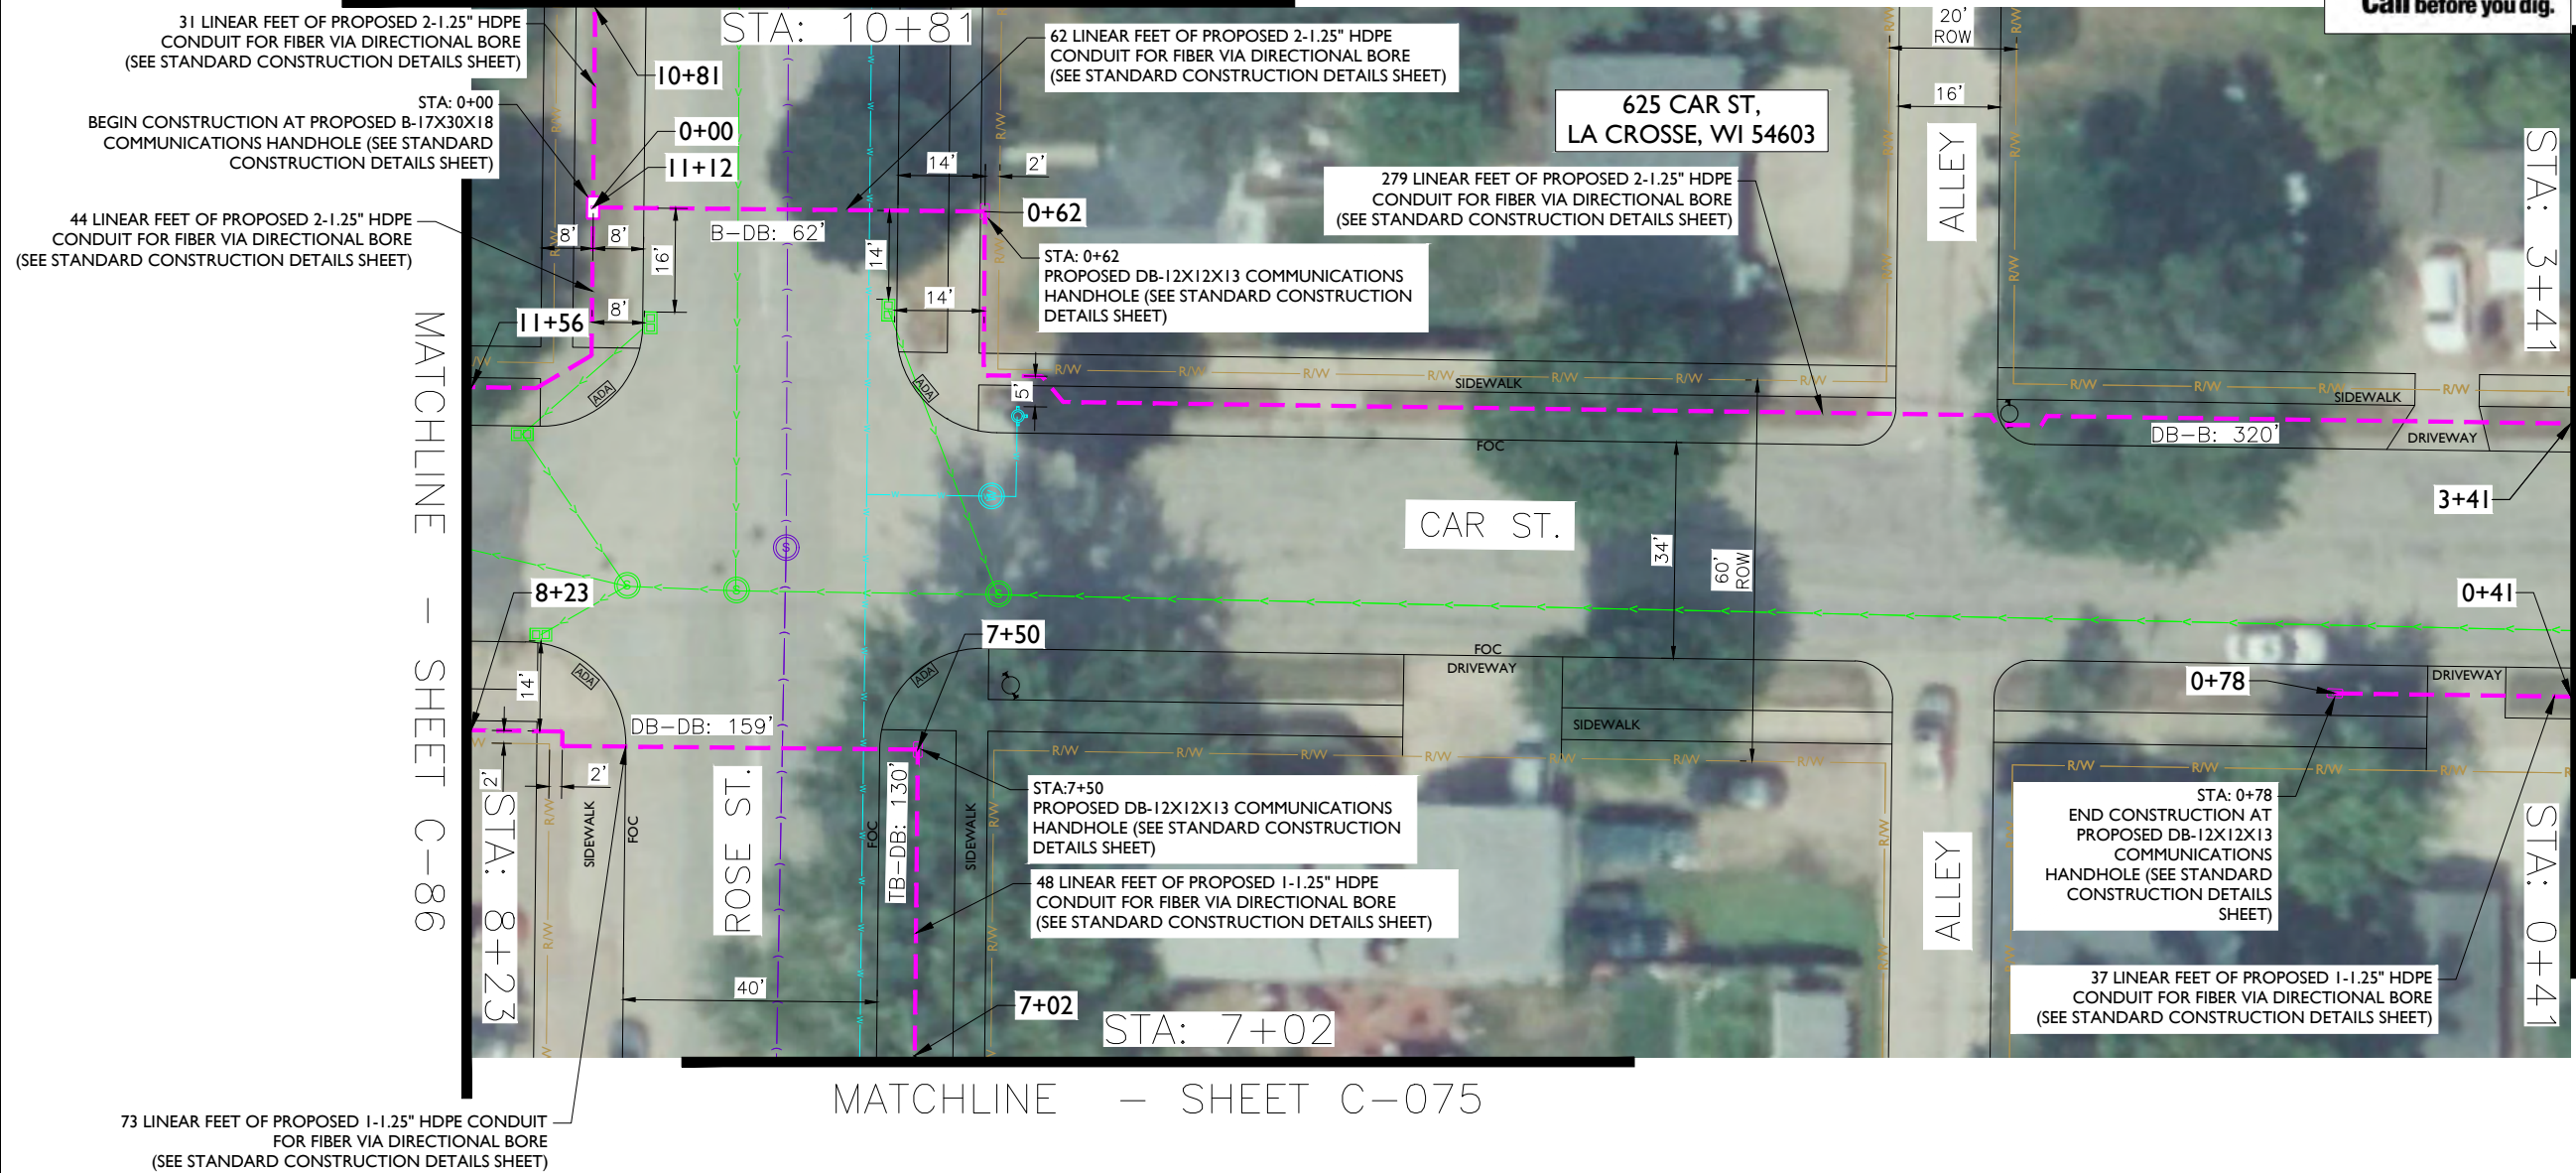 31 LINEAR FEET OF PROPOSED 2-1.25" HDPE
CONDUIT FOR FIBER VIA DIRECTIONAL BORE
(SEE STANDARD CONSTRUCTION DETAILS SHEET)
STA: 10+81
62 LINEAR FEET OF PROPOSED 2-1.25" HDPE
CONDUIT FOR FIBER VIA DIRECTIONAL BORE
(SEE STANDARD CONSTRUCTION DETAILS SHEET)
20'
ROW
Call before you dig.
10+81
STA: 0+00
BEGIN CONSTRUCTION AT PROPOSED B-17X30X18
COMMUNICATIONS HANDHOLE (SEE STANDARD
CONSTRUCTION DETAILS SHEET)
0+00
11+12
14'
2'
625 CAR ST,
LA CROSSE, WI 54603
16'
ALLEY
STA: 3+41
279 LINEAR FEET OF PROPOSED 2-1.25" HDPE
CONDUIT FOR FIBER VIA DIRECTIONAL BORE
(SEE STANDARD CONSTRUCTION DETAILS SHEET)
44 LINEAR FEET OF PROPOSED 2-1.25" HDPE
CONDUIT FOR FIBER VIA DIRECTIONAL BORE
(SEE STANDARD CONSTRUCTION DETAILS SHEET)
8'
8'
16'
B-DB: 62'
14'
0+62
STA: 0+62
PROPOSED DB-12X12X13 COMMUNICATIONS
HANDHOLE (SEE STANDARD CONSTRUCTION
DETAILS SHEET)
11+56
8'
14'
ADA
ADA
5'
R/W R/W R/W R/W R/W R/W R/W
SIDEWALK
R/W R/W R/W R/W
SIDEWALK
MATCHLINE - SHEET C-86
FOC
DB-B: 320'
DRIVEWAY
3+41
CAR ST.
34'
60'
ROW
8+23
S
S
S
S
0+41
7+50
FOC
DRIVEWAY
SIDEWALK
ADA
ADA
14'
0+78
DRIVEWAY
DB-DB: 159'
R/W R/W R/W R/W R/W R/W R/W
R/W R/W R/W R/W
2'
2'
STA: 8+23
SIDEWALK
FOC
ROSE ST.
FOC
TB-DB: 130'
SIDEWALK
STA:7+50
PROPOSED DB-12X12X13 COMMUNICATIONS
HANDHOLE (SEE STANDARD CONSTRUCTION
DETAILS SHEET)
48 LINEAR FEET OF PROPOSED 1-1.25" HDPE
CONDUIT FOR FIBER VIA DIRECTIONAL BORE
(SEE STANDARD CONSTRUCTION DETAILS SHEET)
ALLEY
STA: 0+78
END CONSTRUCTION AT
PROPOSED DB-12X12X13
COMMUNICATIONS
HANDHOLE (SEE STANDARD
CONSTRUCTION DETAILS
SHEET)
STA: 0+41
40'
7+02
STA: 7+02
37 LINEAR FEET OF PROPOSED 1-1.25" HDPE
CONDUIT FOR FIBER VIA DIRECTIONAL BORE
(SEE STANDARD CONSTRUCTION DETAILS SHEET)
MATCHLINE - SHEET C-075
73 LINEAR FEET OF PROPOSED 1-1.25" HDPE CONDUIT
FOR FIBER VIA DIRECTIONAL BORE
(SEE STANDARD CONSTRUCTION DETAILS SHEET)